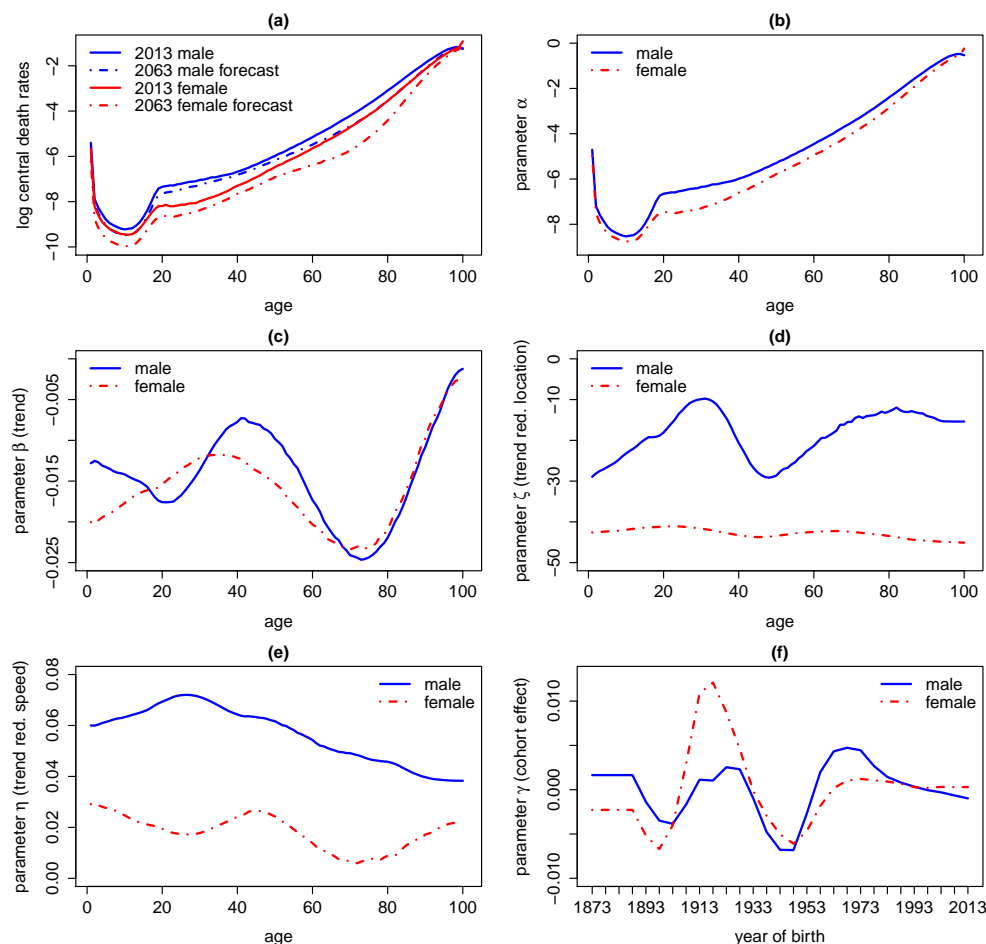 (a)
log central death rates
−2
−4
−6
−8
−10
2013 male
2063 male forecast
2013 female
2063 female forecast
0 20 40 60 80 100
age
(b)
parameter α
0
−2
−4
−6
−8
male
female
0 20 40 60 80 100
age
(c)
parameter β (trend)
−0.005
−0.015
−0.025
male
female
0 20 40 60 80 100
age
(d)
parameter ζ (trend red. location)
0
−10
−30
−50
male
female
0 20 40 60 80 100
age
(e)
parameter η (trend red. speed)
0.08
0.06
0.04
0.02
0.00
male
female
0 20 40 60 80 100
age
(f)
parameter γ (cohort effect)
0.010
0.000
−0.010
male
female
1873 1893 1913 1933 1953 1973 1993 2013
year of birth